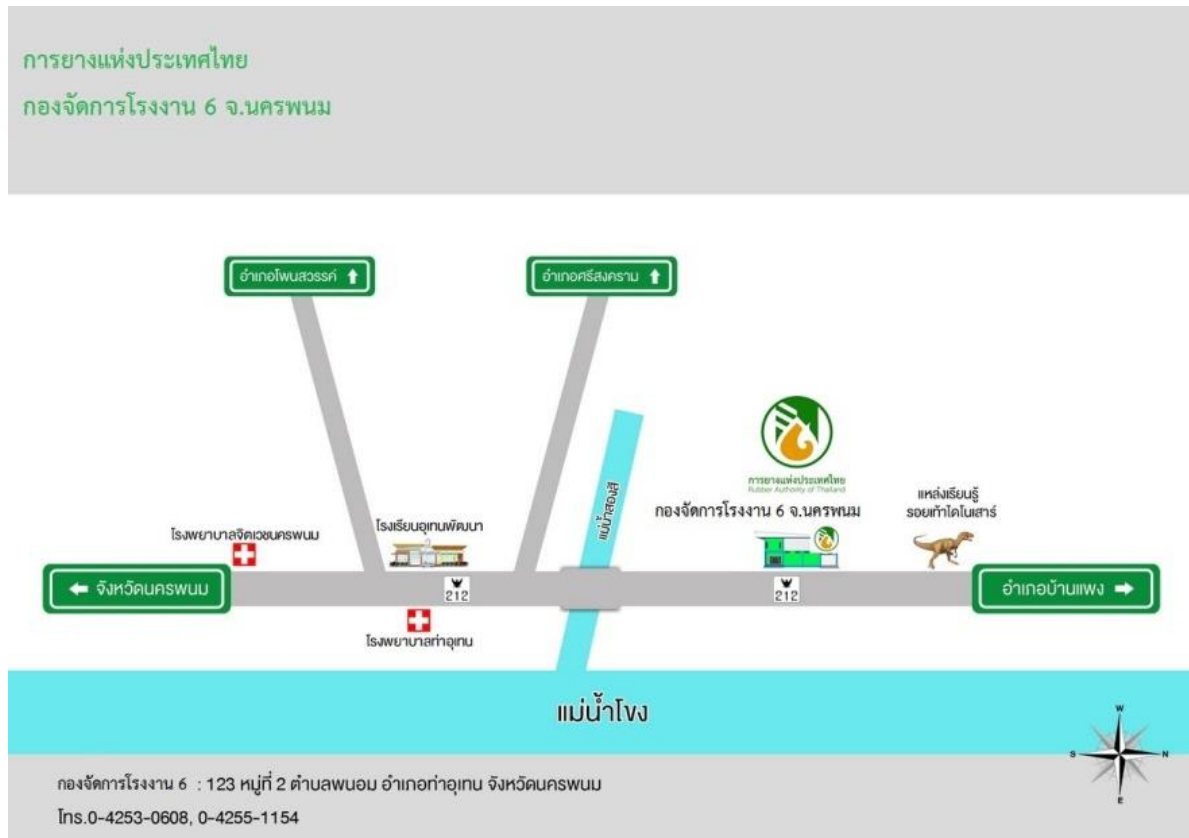 การยางแห่งประเทศไทย
กองจัดการโรงงาน 6 จ.นครพนม
อำเภอโพนสวรรค์
อำเภอศรีสงคราม
การยางแห่งประเทศไทย
Rubber Authority of Thailand
กองจัดการโรงงาน 6 จ.นครพนม
แหล่งเรียนรู้
รอยเท้าไดโนเสาร์
แม่น้ำสองสี
โรงเรียนอุเทนพัฒนา
โรงพยาบาลจิตเวชนครพนม
จังหวัดนครพนม
212
212
อำเภอบ้านแพง
โรงพยาบาลท่าอุเทน
แม่น้ำโขง
W
S
N
E
กองจัดการโรงงาน 6 : 123 หมู่ที่ 2 ตำบลพนอม อำเภอท่าอุเทน จังหวัดนครพนม
โทร.0-4253-0608, 0-4255-1154